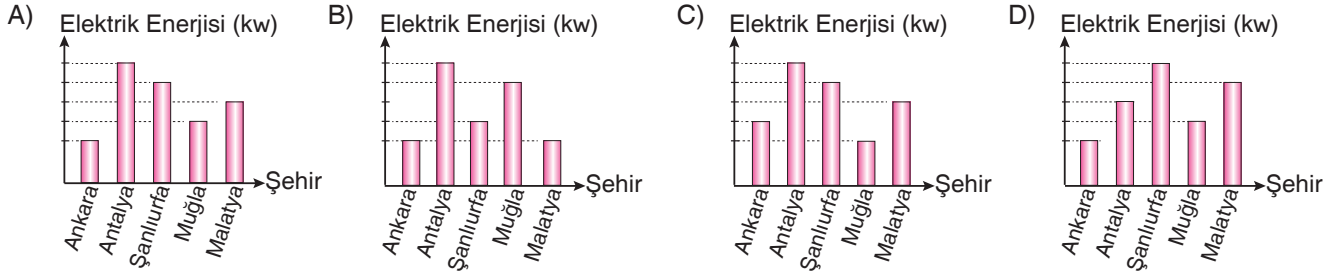 A) Elektrik Enerjisi (kw)
Şehir
Ankara
Antalya
Şanlıurfa
Muğla
Malatya
B) Elektrik Enerjisi (kw)
Şehir
Ankara
Antalya
Şanlıurfa
Muğla
Malatya
C) Elektrik Enerjisi (kw)
Şehir
Ankara
Antalya
Şanlıurfa
Muğla
Malatya
D) Elektrik Enerjisi (kw)
Şehir
Ankara
Antalya
Şanlıurfa
Muğla
Malatya